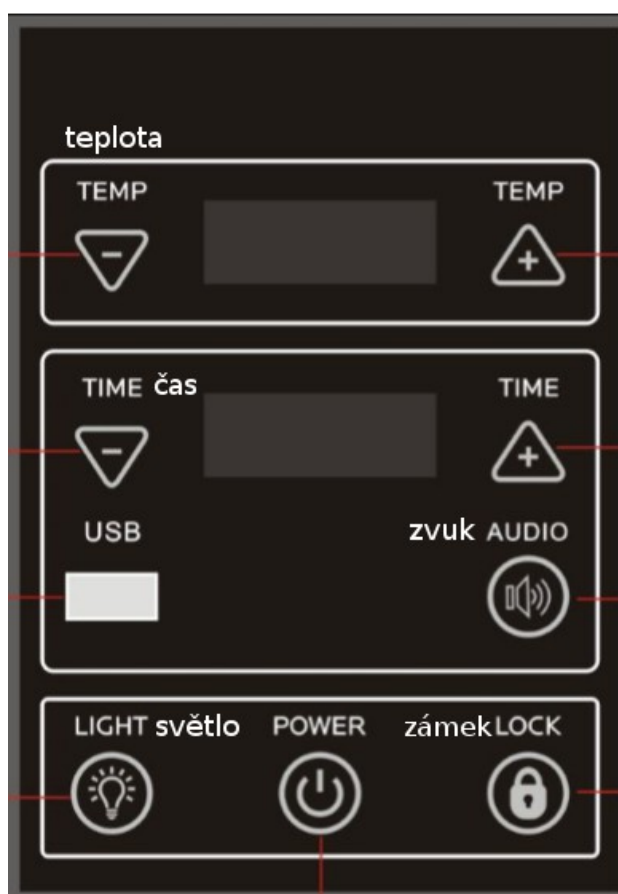 teplota
TEMP TEMP
- +
TIME čas TIME
- +
USB zvuk AUDIO
LIGHT světlo POWER zámek LOCK